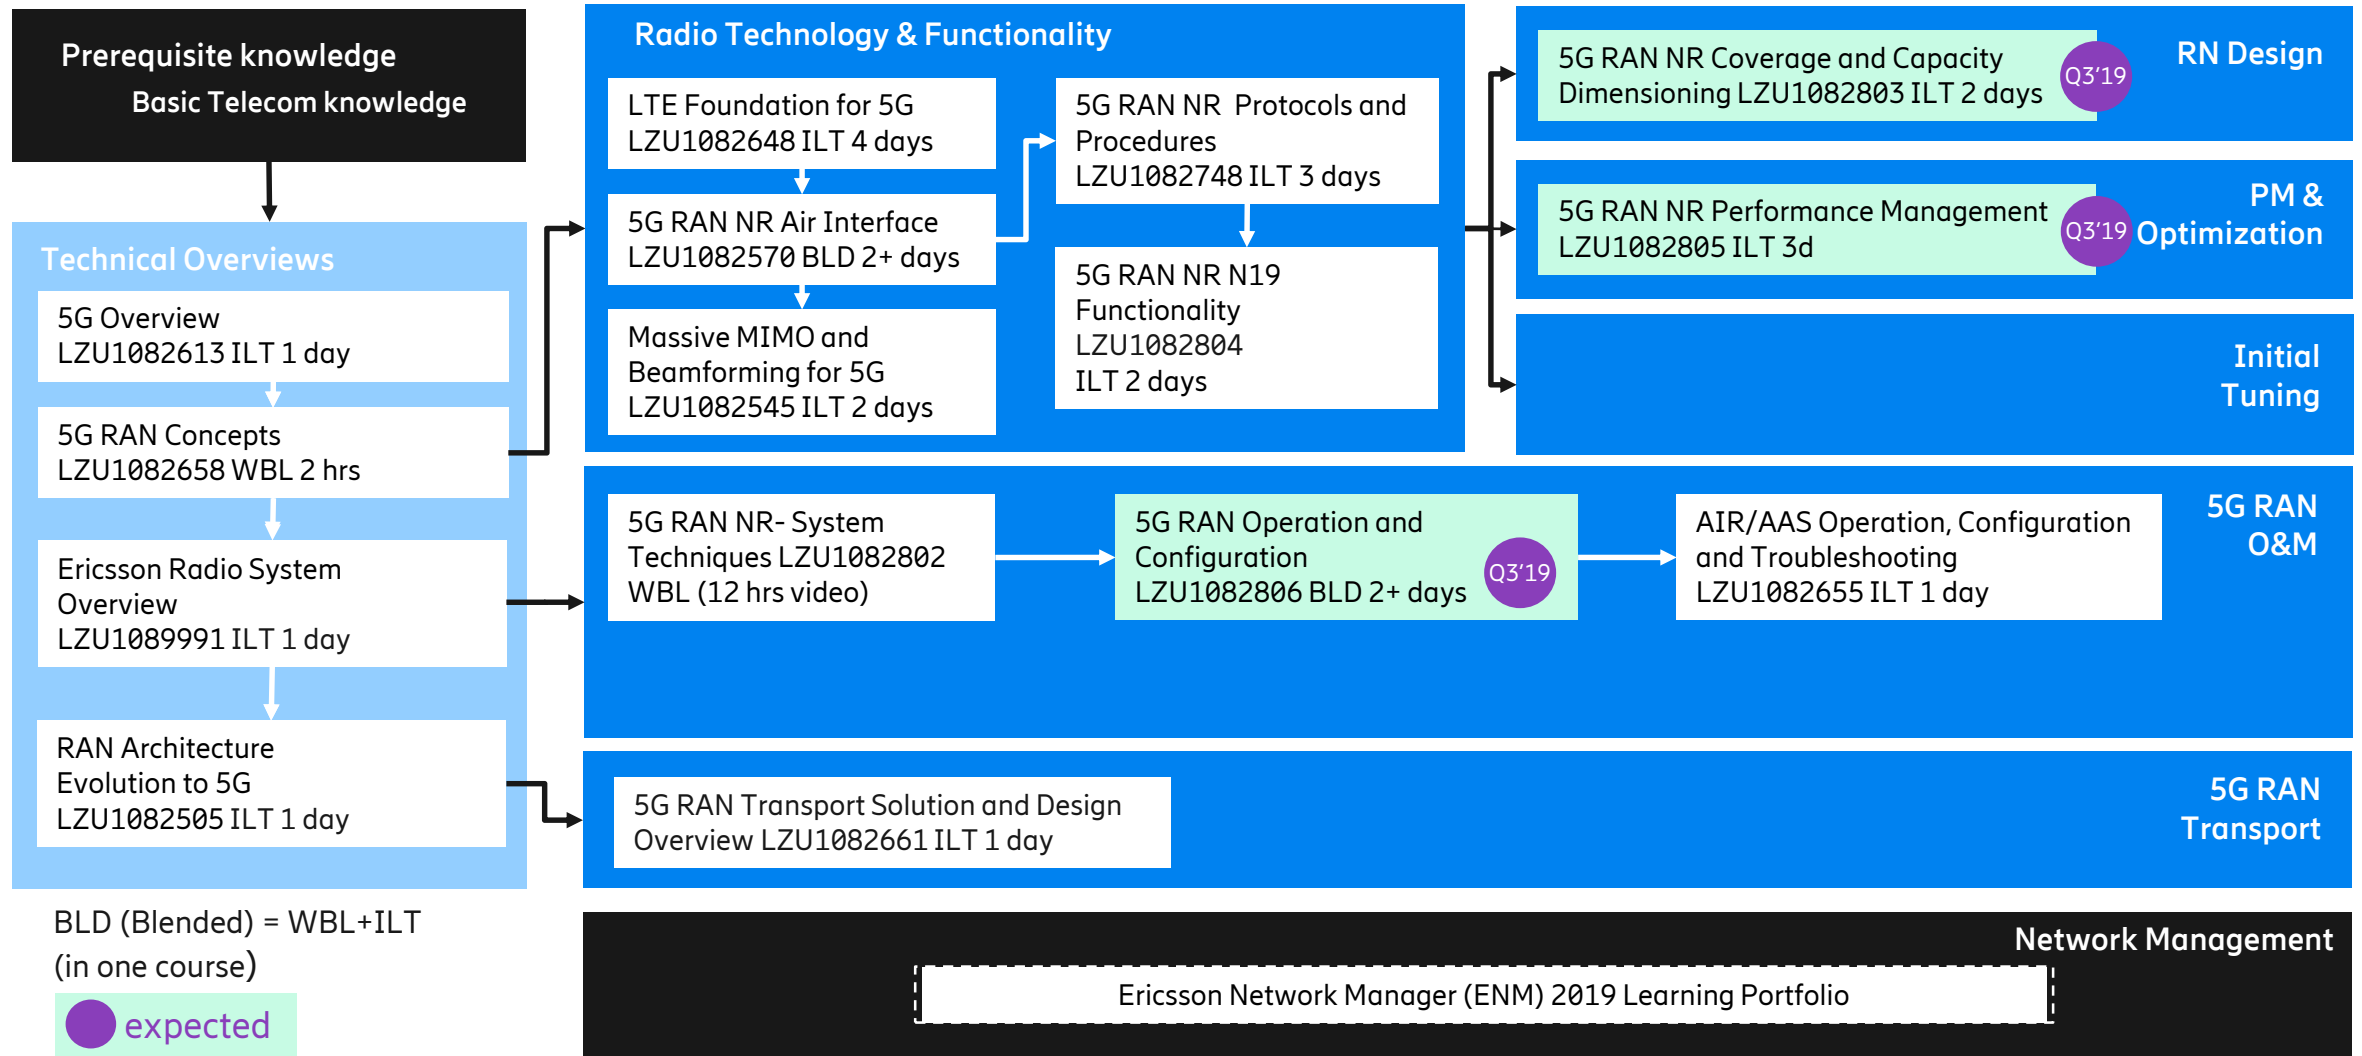 Prerequisite knowledge
Basic Telecom knowledge
Technical Overviews
5G Overview
LZU1082613 ILT 1 day
5G RAN Concepts
LZU1082658 WBL 2 hrs
Ericsson Radio System
Overview
LZU1089991 ILT 1 day
RAN Architecture
Evolution to 5G
LZU1082505 ILT 1 day
BLD (Blended) = WBL+ILT
(in one course)
expected
Radio Technology & Functionality
LTE Foundation for 5G
LZU1082648 ILT 4 days
5G RAN NR Air Interface
LZU1082570 BLD 2+ days
Massive MIMO and
Beamforming for 5G
LZU1082545 ILT 2 days
5G RAN NR  Protocols and
Procedures
LZU1082748 ILT 3 days
5G RAN NR N19
Functionality
LZU1082804
ILT 2 days
RN Design
5G RAN NR Coverage and Capacity
Dimensioning LZU1082803 ILT 2 days
Q3’19
PM &
Optimization
5G RAN NR Performance Management
LZU1082805 ILT 3d
Q3’19
Initial
Tuning
5G RAN
O&M
5G RAN NR- System
Techniques LZU1082802
WBL (12 hrs video)
5G RAN Operation and
Configuration
LZU1082806 BLD 2+ days
Q3’19
AIR/AAS Operation, Configuration
and Troubleshooting
LZU1082655 ILT 1 day
5G RAN
Transport
5G RAN Transport Solution and Design
Overview LZU1082661 ILT 1 day
Network Management
Ericsson Network Manager (ENM) 2019 Learning Portfolio